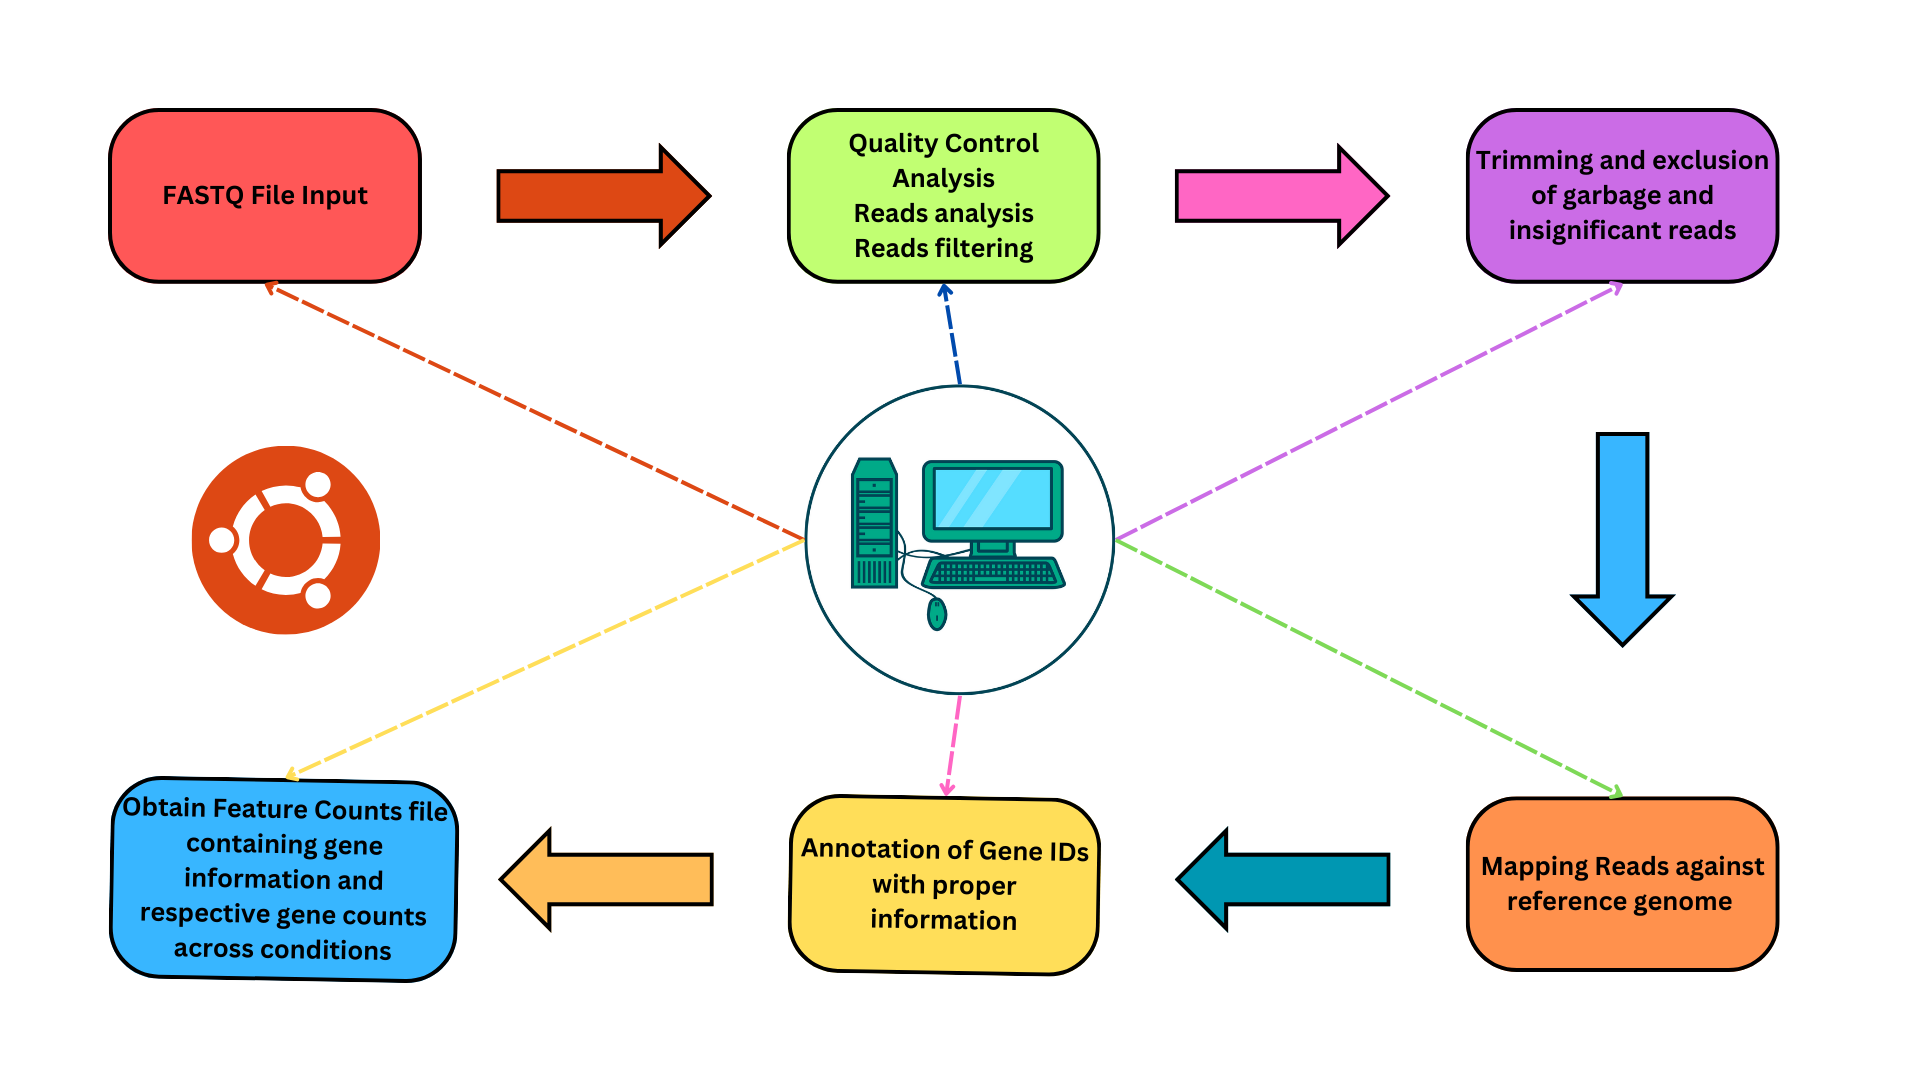 FASTQ File Input
Quality Control
Analysis
Reads analysis
Reads filtering
Trimming and exclusion
of garbage and
insignificant reads
Mapping Reads against
reference genome
Annotation of Gene IDs
with proper
information
Obtain Feature Counts file
containing gene
information and
respective gene counts
across conditions